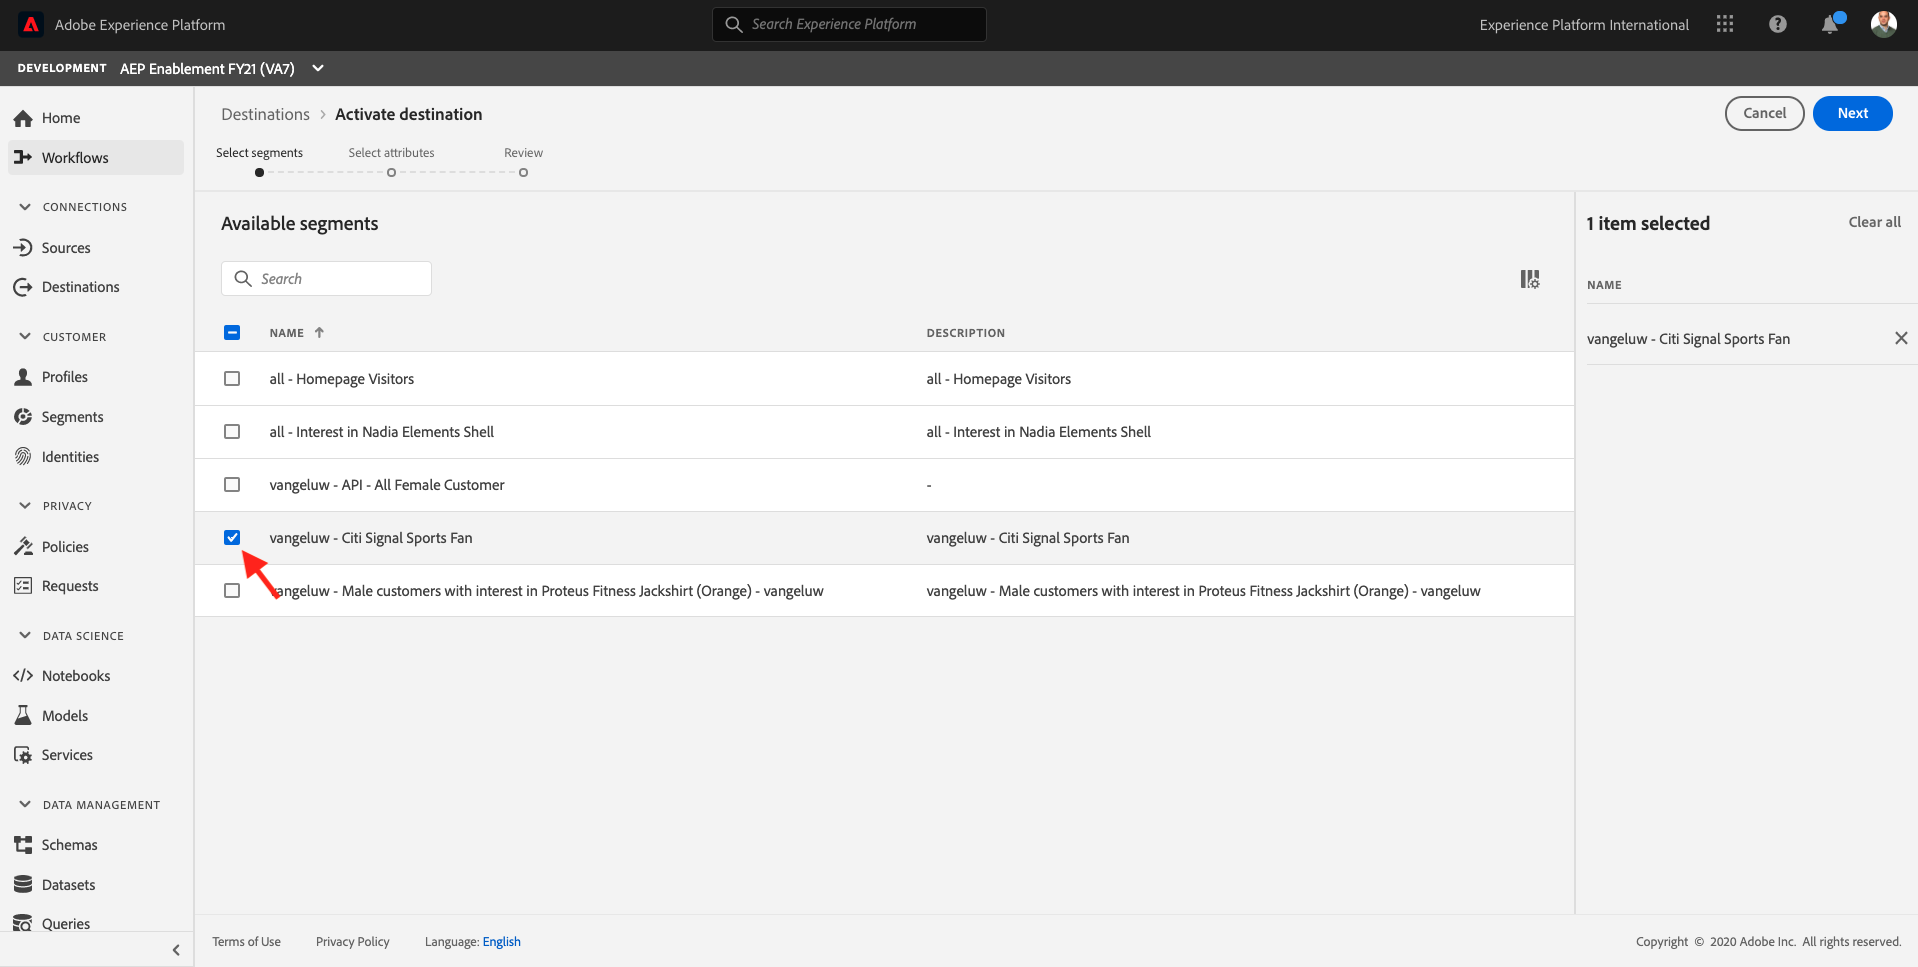 Adobe Experience Platform
Search Experience Platform
Experience Platform International
DEVELOPMENT AEP Enablement FY21 (VA7)
Home
Workflows
CONNECTIONS
Sources
Destinations
CUSTOMER
Profiles
Segments
Identities
PRIVACY
Policies
Requests
DATA SCIENCE
Notebooks
Models
Services
DATA MANAGEMENT
Schemas
Datasets
Queries
Destinations > Activate destination
Cancel
Next
Select segments
Select attributes
Review
Available segments
Search
NAME
DESCRIPTION
all - Homepage Visitors
all - Homepage Visitors
all - Interest in Nadia Elements Shell
all - Interest in Nadia Elements Shell
vangeluw - API - All Female Customer
-
vangeluw - Citi Signal Sports Fan
vangeluw - Citi Signal Sports Fan
vangeluw - Male customers with interest in Proteus Fitness Jackshirt (Orange) - vangeluw
vangeluw - Male customers with interest in Proteus Fitness Jackshirt (Orange) - vangeluw
1 item selected
Clear all
NAME
vangeluw - Citi Signal Sports Fan
Terms of Use
Privacy Policy
Language: English
Copyright © 2020 Adobe Inc. All rights reserved.